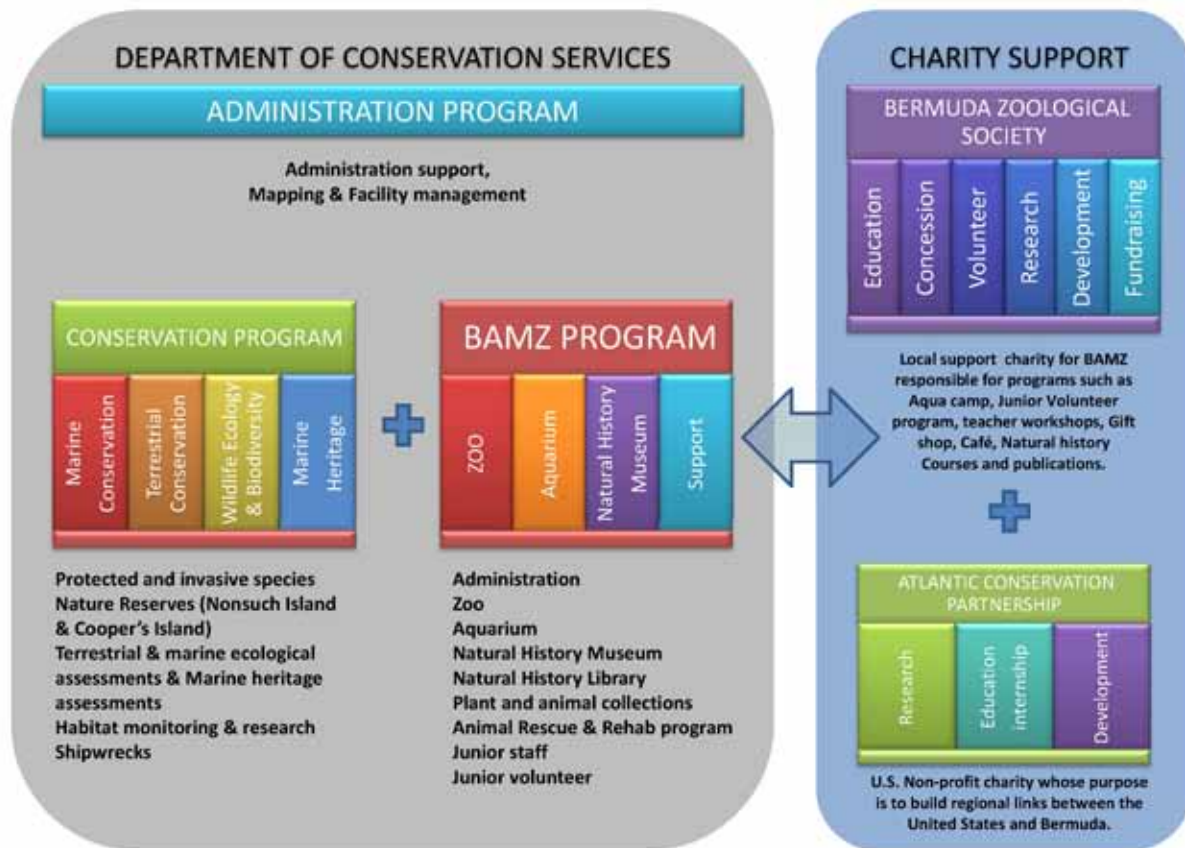 DEPARTMENT OF CONSERVATION SERVICES
ADMINISTRATION PROGRAM
Administration support,
Mapping & Facility management
CONSERVATION PROGRAM
Marine
Conservation
Terrestrial
Conservation
Wildlife Ecology
& Biodiversity
Marine
Heritage
Protected and invasive species
Nature Reserves (Nonsuch Island
& Cooper's Island)
Terrestrial & marine ecological
assessments & Marine heritage
assessments
Habitat monitoring & research
Shipwrecks
BAMZ PROGRAM
ZOO
Aquarium
Natural History
Museum
Support
Administration
Zoo
Aquarium
Natural History Museum
Natural History Library
Plant and animal collections
Animal Rescue & Rehab program
Junior staff
Junior volunteer
CHARITY SUPPORT
BERMUDA ZOOLOGICAL
SOCIETY
Education
Concession
Volunteer
Research
Development
Fundraising
Local support charity for BAMZ
responsible for programs such as
Aqua camp, Junior Volunteer
program, teacher workshops, Gift
shop, Café, Natural history
Courses and publications.
ATLANTIC CONSERVATION
PARTNERSHIP
Research
Education
internship
Development
U.S. Non-profit charity whose purpose
is to build regional links between the
United States and Bermuda.